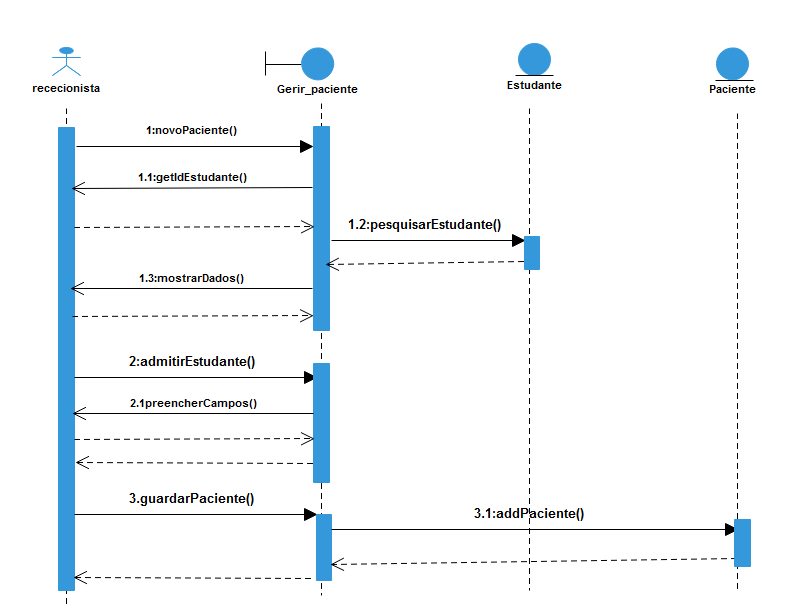 rececionista
Gerir_paciente
Estudante
Paciente
1:novoPaciente()
1.1:getIdEstudante()
1.2:pesquisarEstudante()
1.3:mostrarDados()
2:admitirEstudante()
2.1preencherCampos()
3.guardarPaciente()
3.1:addPaciente()